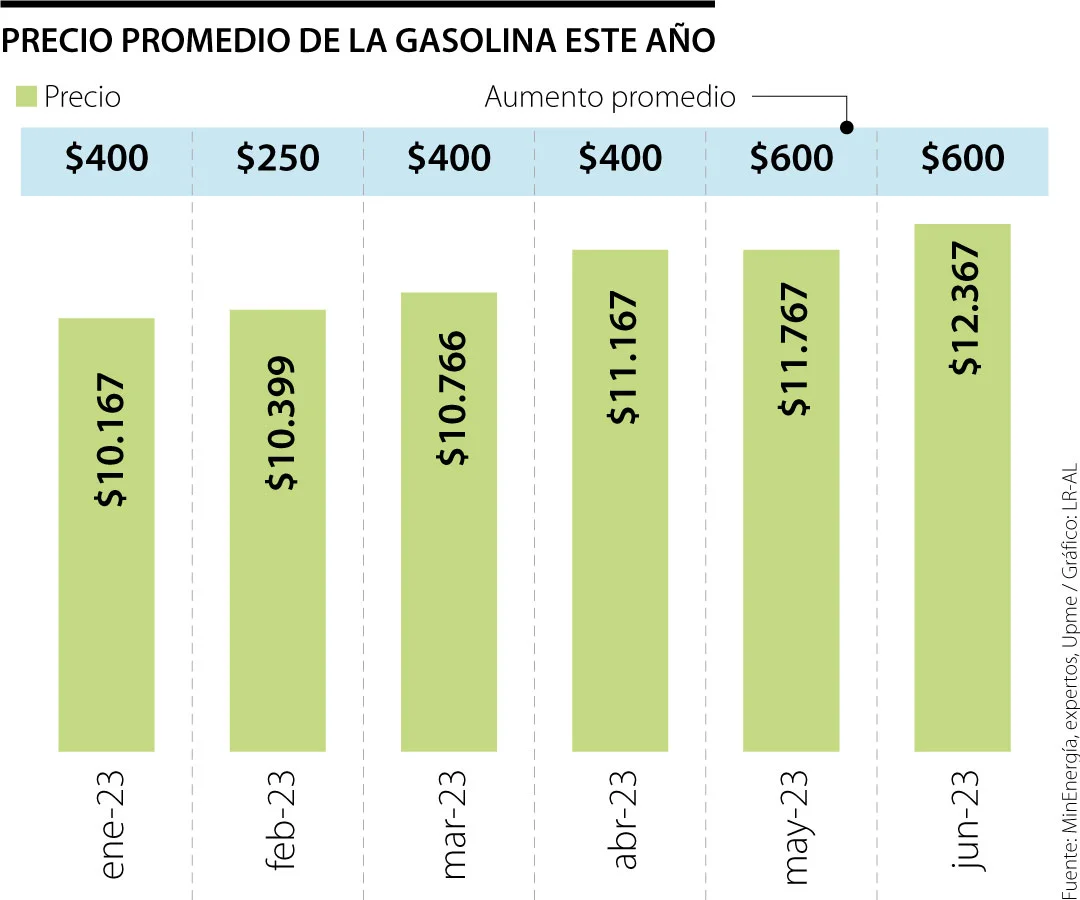 PRECIO PROMEDIO DE LA GASOLINA ESTE AÑO
Precio
Aumento promedio
$400
$250
$400
$400
$600
$600
$10.167
$10.399
$10.766
$11.167
$11.767
$12.367
ene-23
feb-23
mar-23
abr-23
may-23
jun-23
Fuente: MinEnergía, expertos, Upme / Gráfico: LR-AL